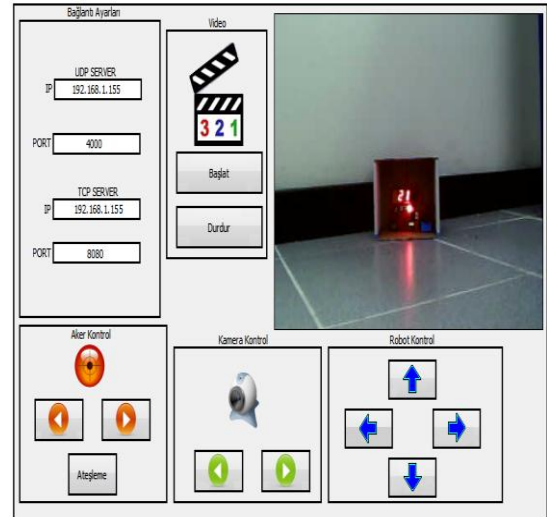 Bağlantı Ayarları
UDP SERVER
IP 192.168.1.155
PORT 4000
TCP SERVER
IP 192.168.1.155
PORT 8080
Video
3 2 1
Başlat
Durdur
21
Aker Kontrol
Ateşleme
Kamera Kontrol
Robot Kontrol